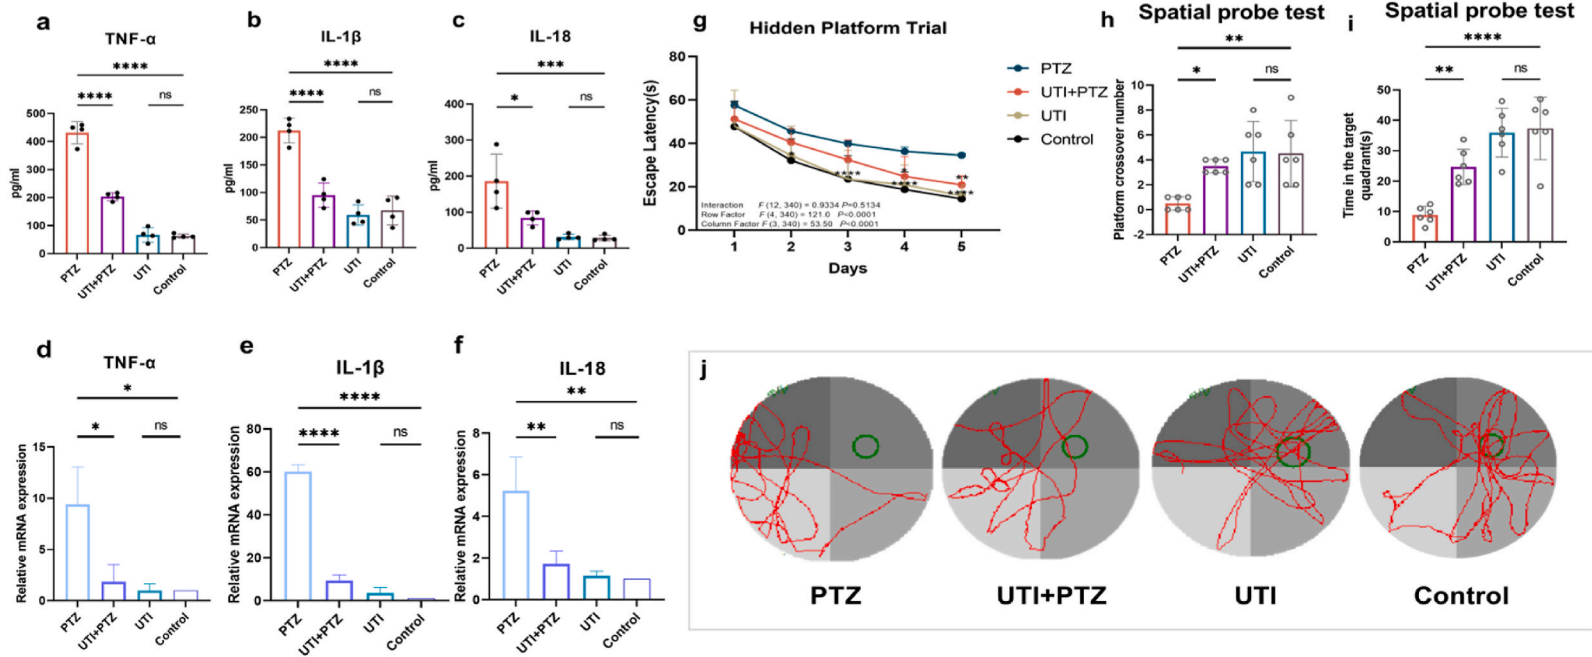 a
TNF-α
****
****
ns
500
400
300
200
100
0
pg/ml
PTZ
UTI+PTZ
UTI
Control
b
IL-1β
****
****
ns
250
200
150
100
50
0
pg/ml
PTZ
UTI+PTZ
UTI
Control
c
IL-18
***
*
ns
400
300
200
100
0
pg/ml
PTZ
UTI+PTZ
UTI
Control
g
Hidden Platform Trial
80
60
40
20
0
Escape Latency(s)
****
*
****
**
****
Interaction F (12, 340) = 0.9334 P=0.5134
Row Factor F (4, 340) = 121.0 P<0.0001
Column Factor F (3, 340) = 53.50 P<0.0001
1
2
3
4
5
Days
PTZ
UTI+PTZ
UTI
Control
h
Spatial probe test
**
*
ns
10
8
6
4
2
0
-2
Platform crossover number
PTZ
UTI+PTZ
UTI
Control
i
Spatial probe test
****
**
ns
50
40
30
20
10
0
Time in the target
quadrant(s)
PTZ
UTI+PTZ
UTI
Control
d
TNF-α
*
*
ns
15
10
5
0
Relative mRNA expression
PTZ
UTI+PTZ
UTI
Control
e
IL-1β
****
****
ns
80
60
40
20
0
Relative mRNA expression
PTZ
UTI+PTZ
UTI
Control
f
IL-18
**
**
ns
8
6
4
2
0
Relative mRNA expression
PTZ
UTI+PTZ
UTI
Control
j
PTZ
UTI+PTZ
UTI
Control